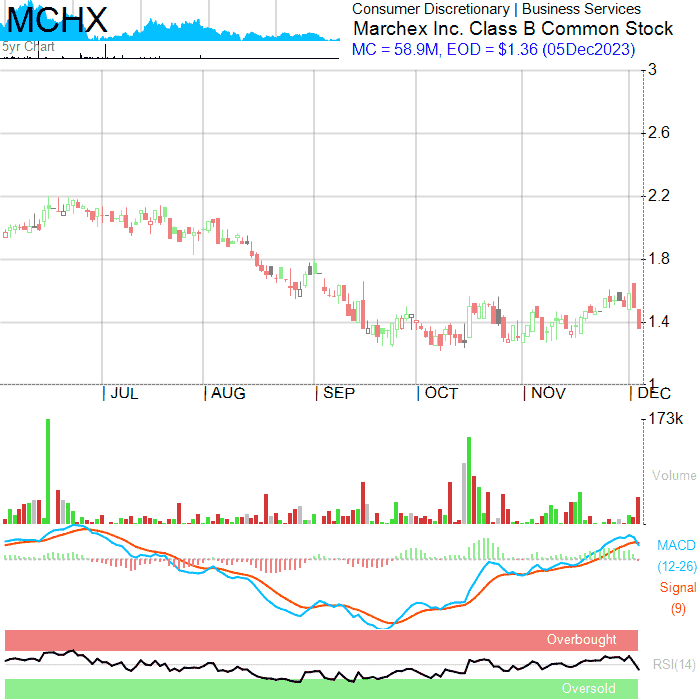 MCHX
5yr Chart
Consumer Discretionary | Business Services
Marchex Inc. Class B Common Stock
MC = 58.9M, EOD = $1.36 (05Dec2023)
3
2.6
2.2
1.8
1.4
1
| JUL | AUG | SEP | OCT | NOV | DEC
173k
Volume
MACD
(12-26)
Signal
(9)
Overbought
RSI(14)
Oversold